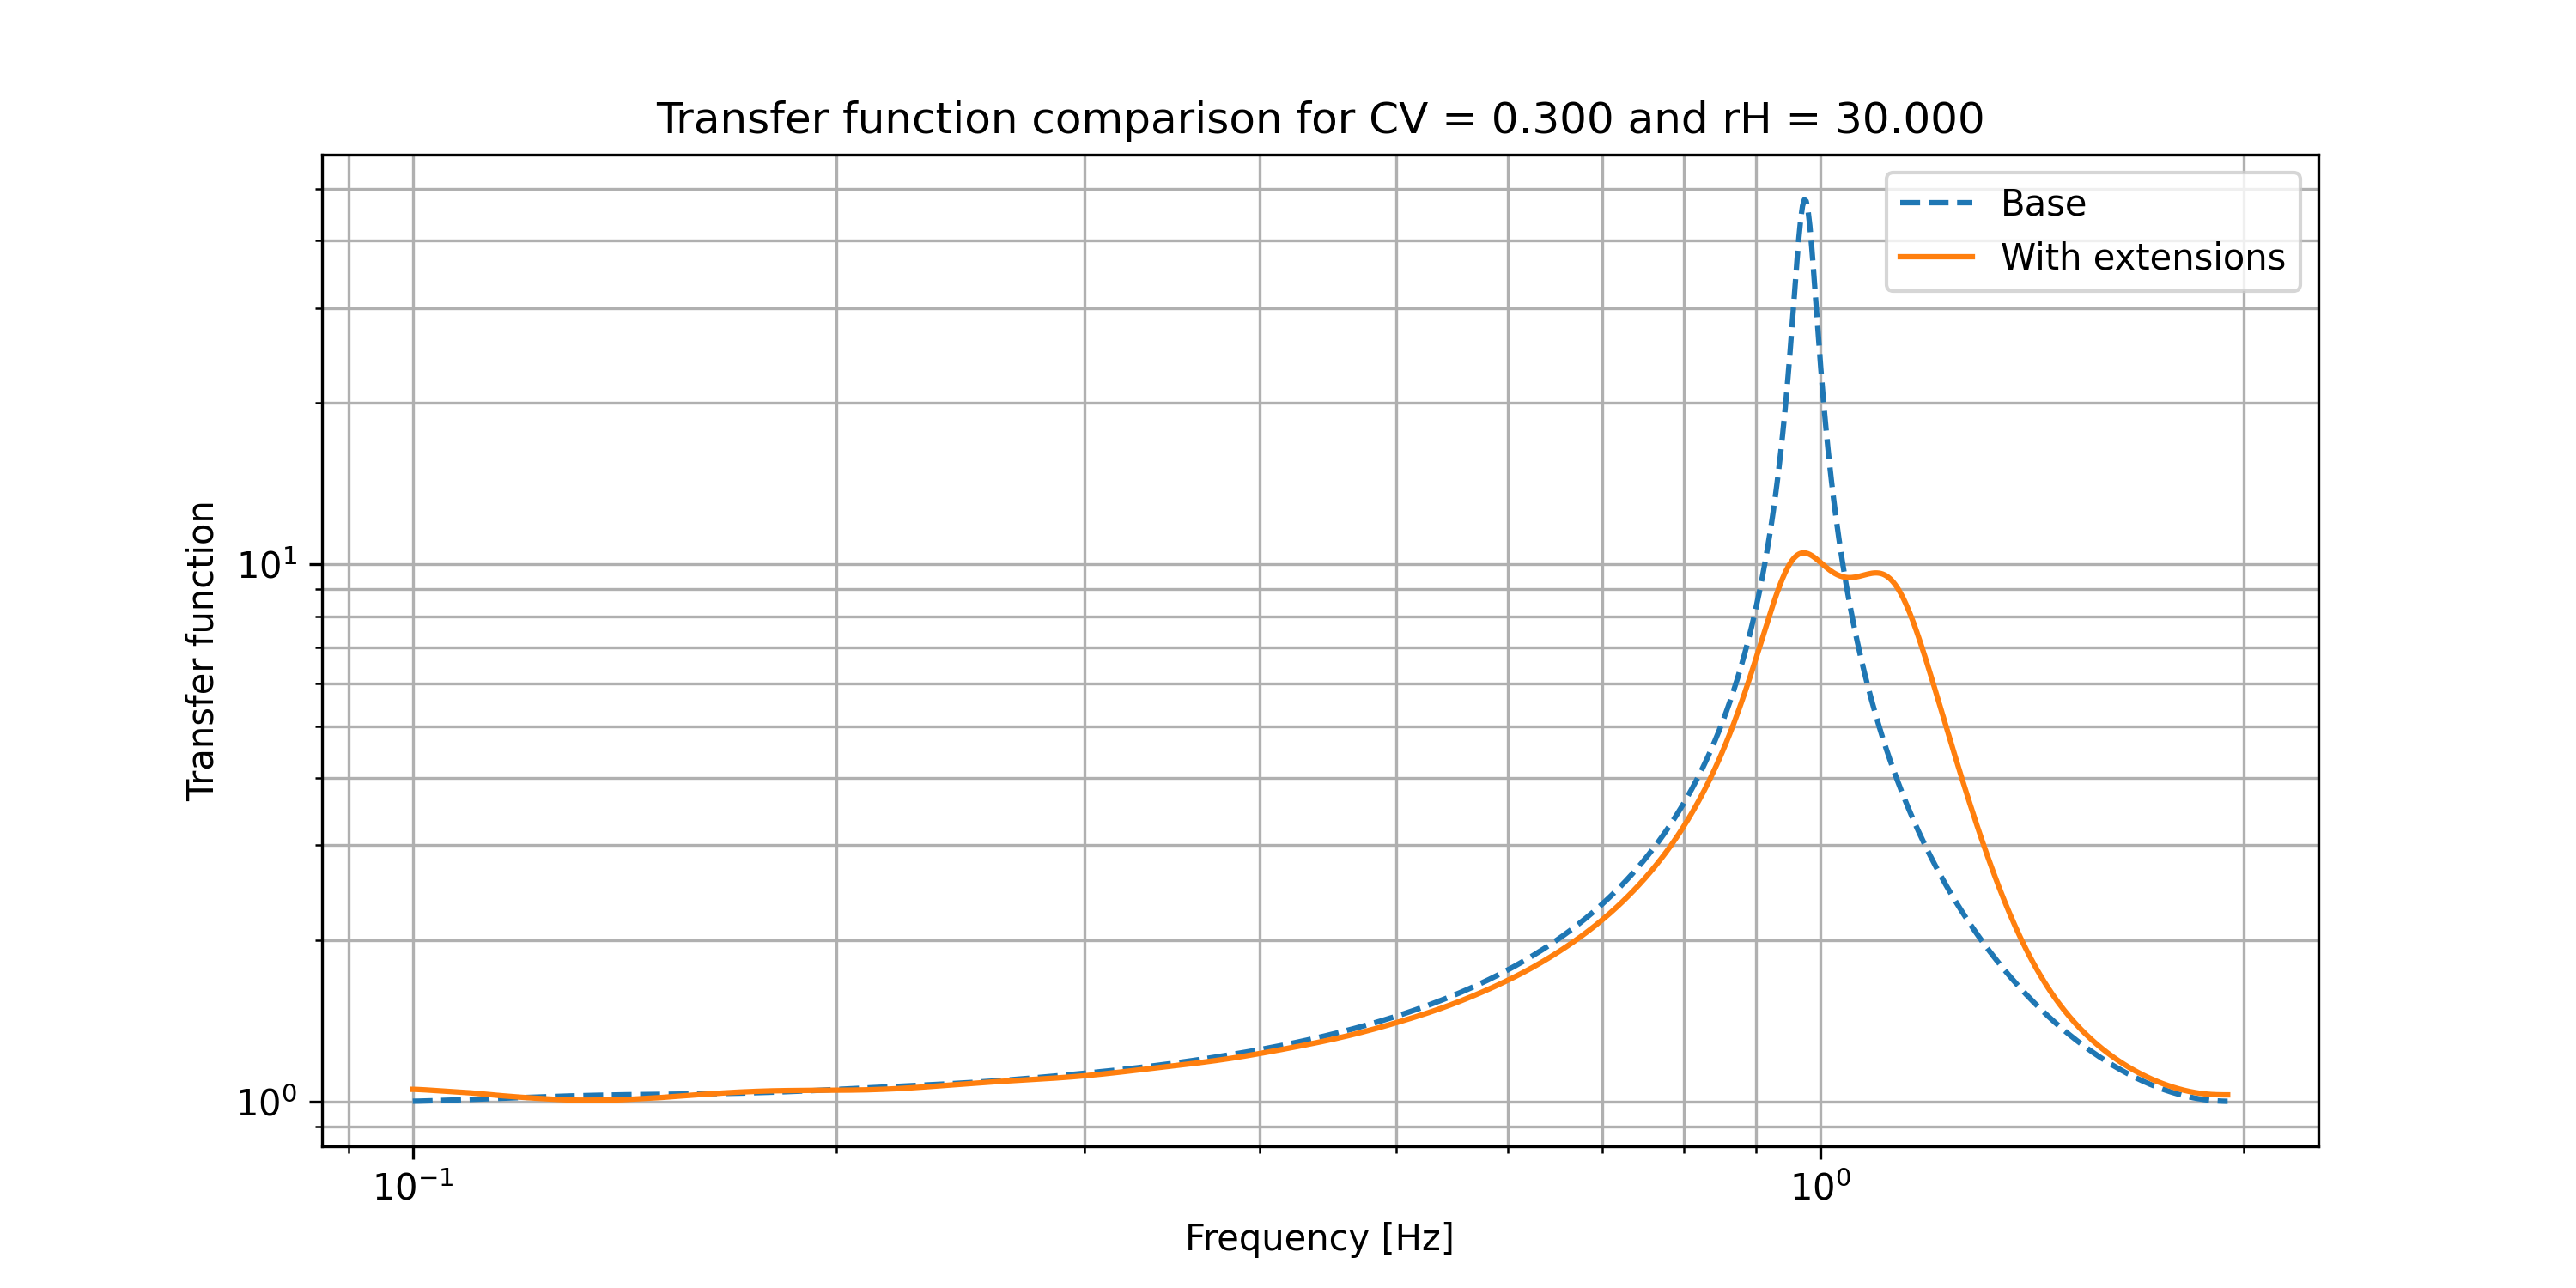 Transfer function comparison for CV = 0.300 and rH = 30.000
Base
With extensions
Transfer function
10¹
10⁰
10⁻¹
10⁰
Frequency [Hz]